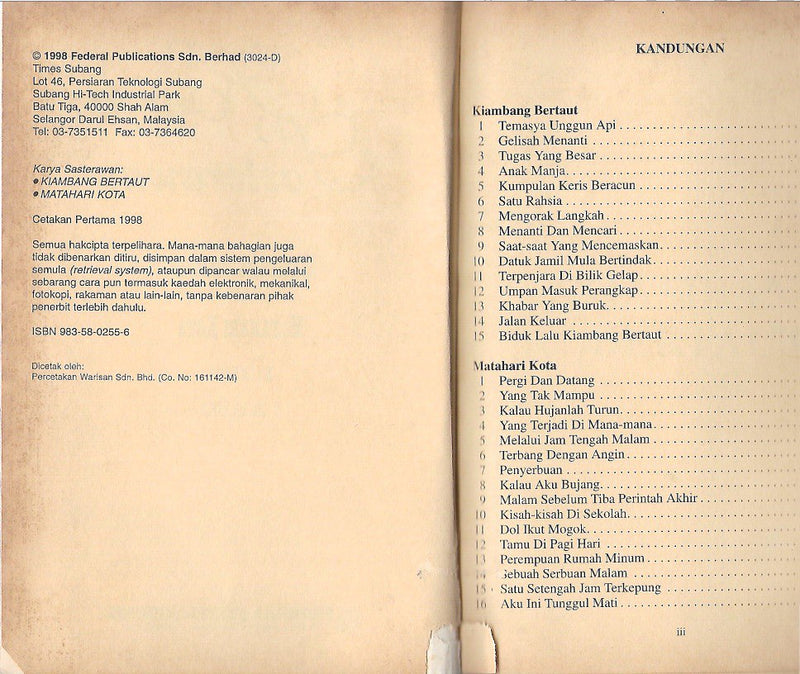 © 1998 Federal Publications Sdn. Berhad (3024-D)
Times Subang
Lot 46, Persiaran Teknologi Subang
Subang Hi-Tech Industrial Park
Batu Tiga, 40000 Shah Alam
Selangor Darul Ehsan, Malaysia
Tel: 03-7351511 Fax: 03-7364620
Karya Sasterawan:
• KIAMBANG BERTAUT
• MATAHARI KOTA
Cetakan Pertama 1998
Semua hakcipta terpelihara. Mana-mana bahagian juga
tidak dibenarkan ditiru, disimpan dalam sistem pengeluaran
semula (retrieval system), ataupun dipancar walau melalui
sebarang cara pun termasuk kaedah elektronik, mekanikal,
fotokopi, rakaman atau lain-lain, tanpa kebenaran pihak
penerbit terlebih dahulu.
ISBN 983-58-0255-6
Dicetak oleh:
Percetakan Warisan Sdn. Bhd. (Co. No: 161142-M)
KANDUNGAN
Kiambang Bertaut
1 Temasya Unggun Api
2 Gelisah Menanti
3 Tugas Yang Besar
4 Anak Manja
5 Kumpulan Keris Beracun
6 Satu Rahsia
7 Mengorak Langkah
8 Menanti Dan Mencari
9 Saat-saat Yang Mencemaskan
10 Datuk Jamil Mula Bertindak
11 Terpenjara Di Bilik Gelap
12 Umpan Masuk Perangkap
13 Khabar Yang Buruk
14 Jalan Keluar
15 Biduk Lalu Kiambang Bertaut
Matahari Kota
1 Pergi Dan Datang
2 Yang Tak Mampu
3 Kalau Hujanlah Turun
4 Yang Terjadi Di Mana-mana
5 Melalui Jam Tengah Malam
6 Terbang Dengan Angin
7 Penyerbuan
8 Kalau Aku Bujang
9 Malam Sebelum Tiba Perintah Akhir
10 Kisah-kisah Di Sekolah
11 Dol Ikut Mogok
12 Tamu Di Pagi Hari
13 Perempuan Rumah Minum
14 Sebuah Serbuan Malam
15 Satu Setengah Jam Terkepung
16 Aku Ini Tunggul Mati
iii